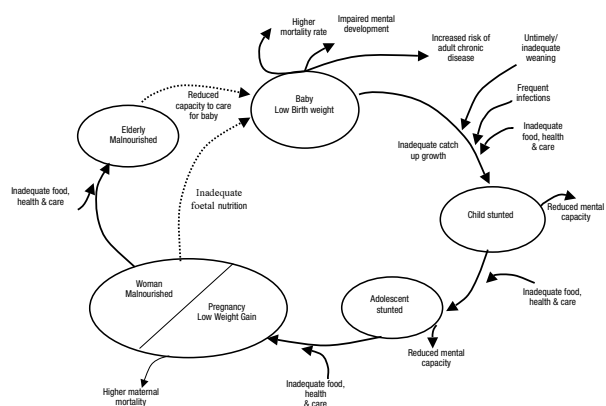 Higher
mortality rate
Impaired mental
development
Increased risk of
adult chronic
disease
Untimely/
inadequate
weaning
Frequent
infections
Inadequate
food, health
& care
Reduced
capacity to care
for baby
Baby
Low Birth weight
Elderly
Malnourished
Inadequate catch
up growth
Inadequate food,
health & care
Inadequate
foetal nutrition
Child stunted
Reduced mental
capacity
Woman
Malnourished
Pregnancy
Low Weight Gain
Adolescent
stunted
Inadequate food,
health & care
Reduced mental
capacity
Higher maternal
mortality
Inadequate food,
health
& care